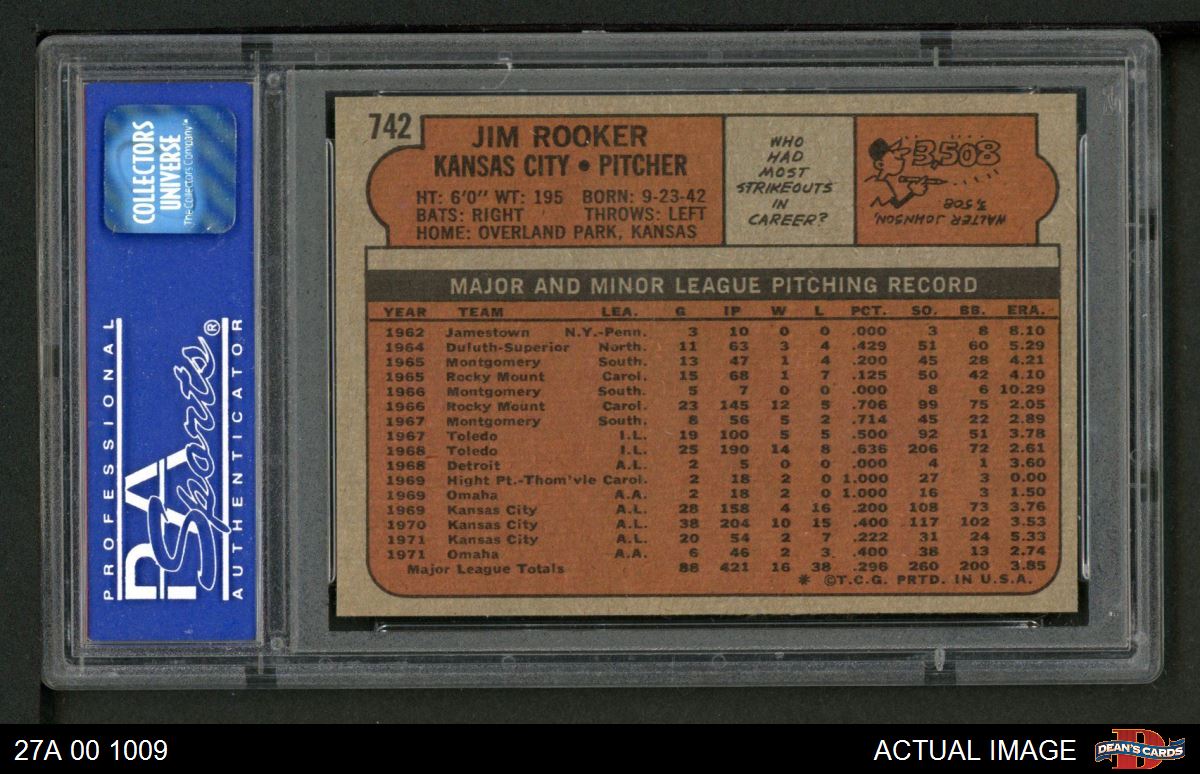 COLLECTORS
UNIVERSE
The Collectors Company™
PROFESSIONAL
PSA
Sports®
AUTHENTICATOR
742
JIM ROOKER
KANSAS CITY • PITCHER
HT: 6'0" WT: 195 BORN: 9-23-42
BATS: RIGHT THROWS: LEFT
HOME: OVERLAND PARK, KANSAS
WHO
HAD
MOST
STRIKEOUTS
IN
CAREER?
3,508
WALTER JOHNSON,
3,508
MAJOR AND MINOR LEAGUE PITCHING RECORD
YEAR TEAM LEA. G IP W L PCT. SO. BB. ERA.
1962 Jamestown N.Y.-Penn. 3 10 0 0 .000 3 8 8.10
1964 Duluth-Superior North. 11 63 3 4 .429 51 60 5.29
1965 Montgomery South. 13 47 1 4 .200 45 28 4.21
1965 Rocky Mount Carol. 15 68 1 7 .125 50 42 4.10
1966 Montgomery South. 5 7 0 0 .000 8 6 10.29
1966 Rocky Mount Carol. 23 145 12 5 .706 99 75 2.05
1967 Montgomery South. 8 56 5 2 .714 45 22 2.89
1967 Toledo I.L. 19 100 5 5 .500 92 51 3.78
1968 Toledo I.L. 25 190 14 8 .636 206 72 2.61
1968 Detroit A.L. 2 5 0 0 .000 4 1 3.60
1969 Hight Pt.-Thom'vle Carol. 2 18 2 0 1.000 27 3 0.00
1969 Omaha A.A. 2 18 2 0 1.000 16 3 1.50
1969 Kansas City A.L. 28 158 4 16 .200 108 73 3.76
1970 Kansas City A.L. 38 204 10 15 .400 117 102 3.53
1971 Kansas City A.L. 20 54 2 7 .222 31 24 5.33
1971 Omaha A.A. 6 46 2 3 .400 38 13 2.74
Major League Totals 88 421 16 38 .296 260 200 3.85
* ©T.C.G. PRTD. IN U.S.A.
27A 00 1009
ACTUAL IMAGE
D
DEAN'S CARDS